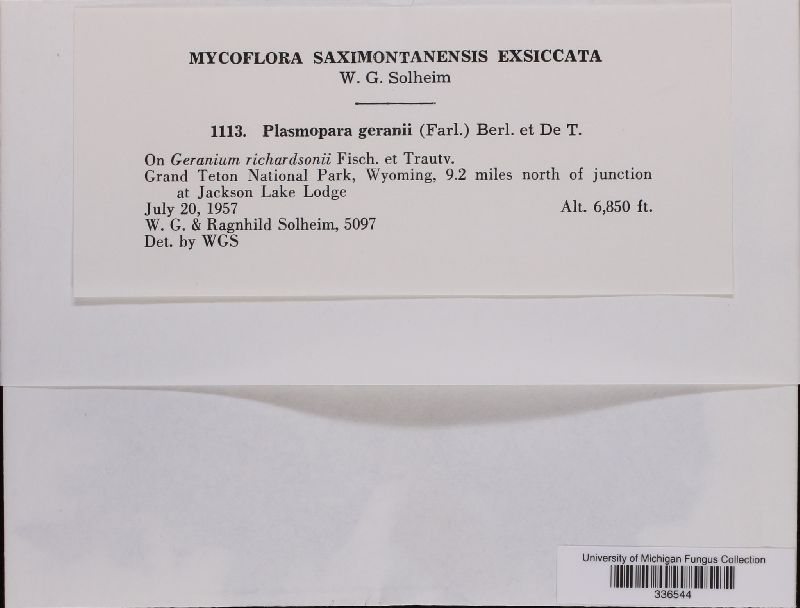 MYCOFLORA SAXIMONTANENSIS EXSICCATA
W. G. Solheim
1113. Plasmopara geranii (Farl.) Berl. et De T.
On Geranium richardsonii Fisch. et Trautv.
Grand Teton National Park, Wyoming, 9.2 miles north of junction
at Jackson Lake Lodge
July 20, 1957 Alt. 6,850 ft.
W. G. & Ragnhild Solheim, 5097
Det. by WGS
University of Michigan Fungus Collection
336544